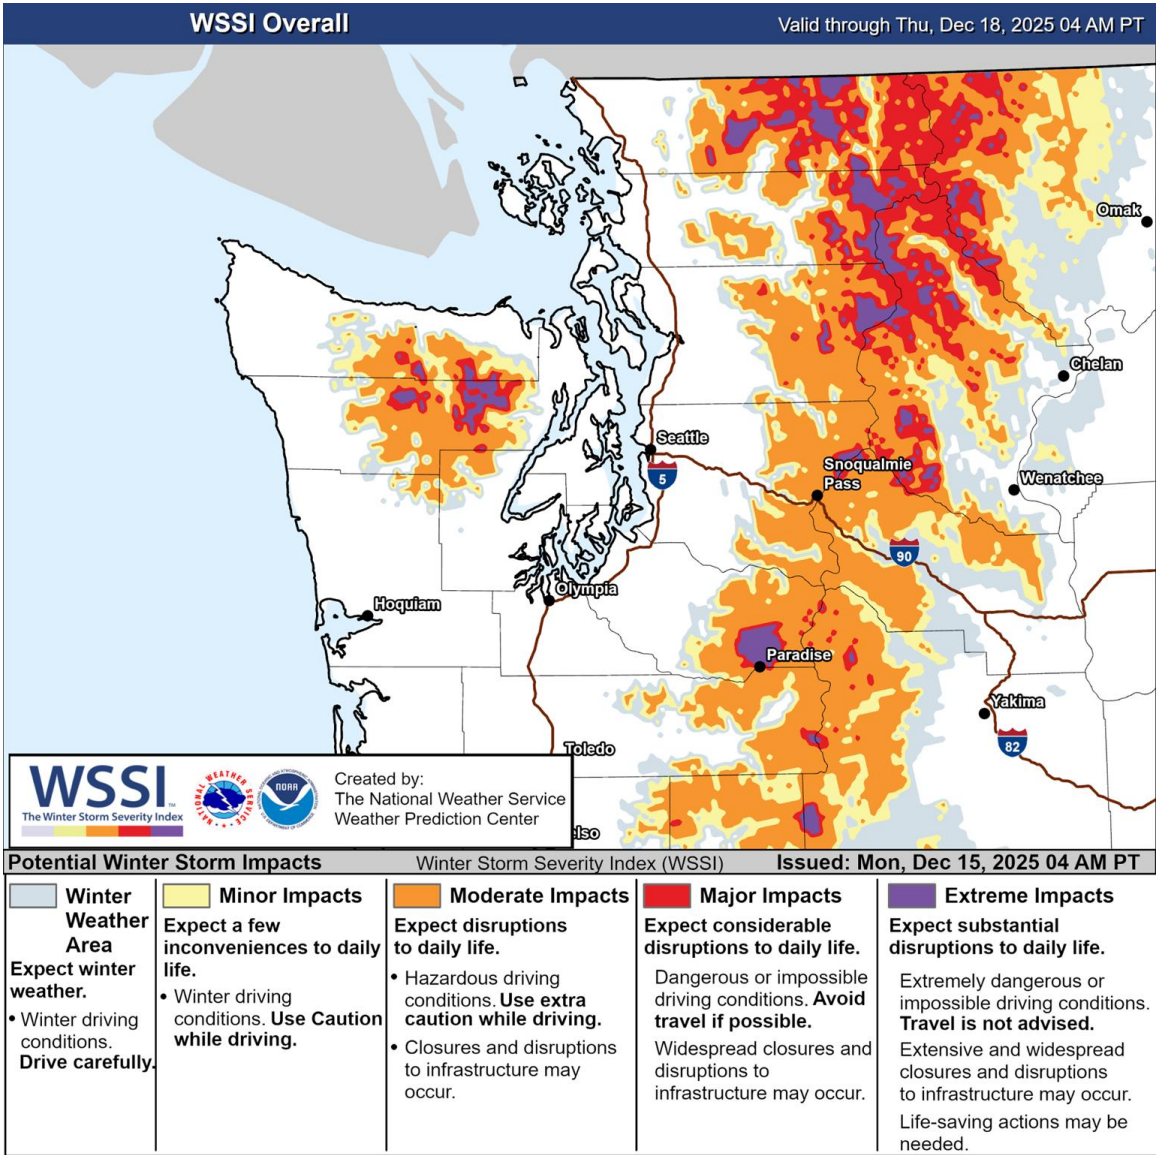 WSSI Overall
Valid through Thu, Dec 18, 2025 04 AM PT
Omak
Chelan
Seattle
5
Snoqualmie
Pass
Wenatchee
90
Olympia
Hoquiam
Paradise
Yakima
82
Toledo
elso
WSSI™
The Winter Storm Severity Index
NATIONAL WEATHER SERVICE
NOAA
Created by:
The National Weather Service
Weather Prediction Center
Potential Winter Storm Impacts
Winter Storm Severity Index (WSSI)
Issued: Mon, Dec 15, 2025 04 AM PT
Winter
Weather
Area
Expect winter
weather.
• Winter driving
conditions.
Drive carefully.
Minor Impacts
Expect a few
inconveniences to daily
life.
• Winter driving
conditions. Use Caution
while driving.
Moderate Impacts
Expect disruptions
to daily life.
• Hazardous driving
conditions. Use extra
caution while driving.
• Closures and disruptions
to infrastructure may
occur.
Major Impacts
Expect considerable
disruptions to daily life.
Dangerous or impossible
driving conditions. Avoid
travel if possible.
Widespread closures and
disruptions to
infrastructure may occur.
Extreme Impacts
Expect substantial
disruptions to daily life.
Extremely dangerous or
impossible driving conditions.
Travel is not advised.
Extensive and widespread
closures and disruptions
to infrastructure may occur.
Life-saving actions may be
needed.